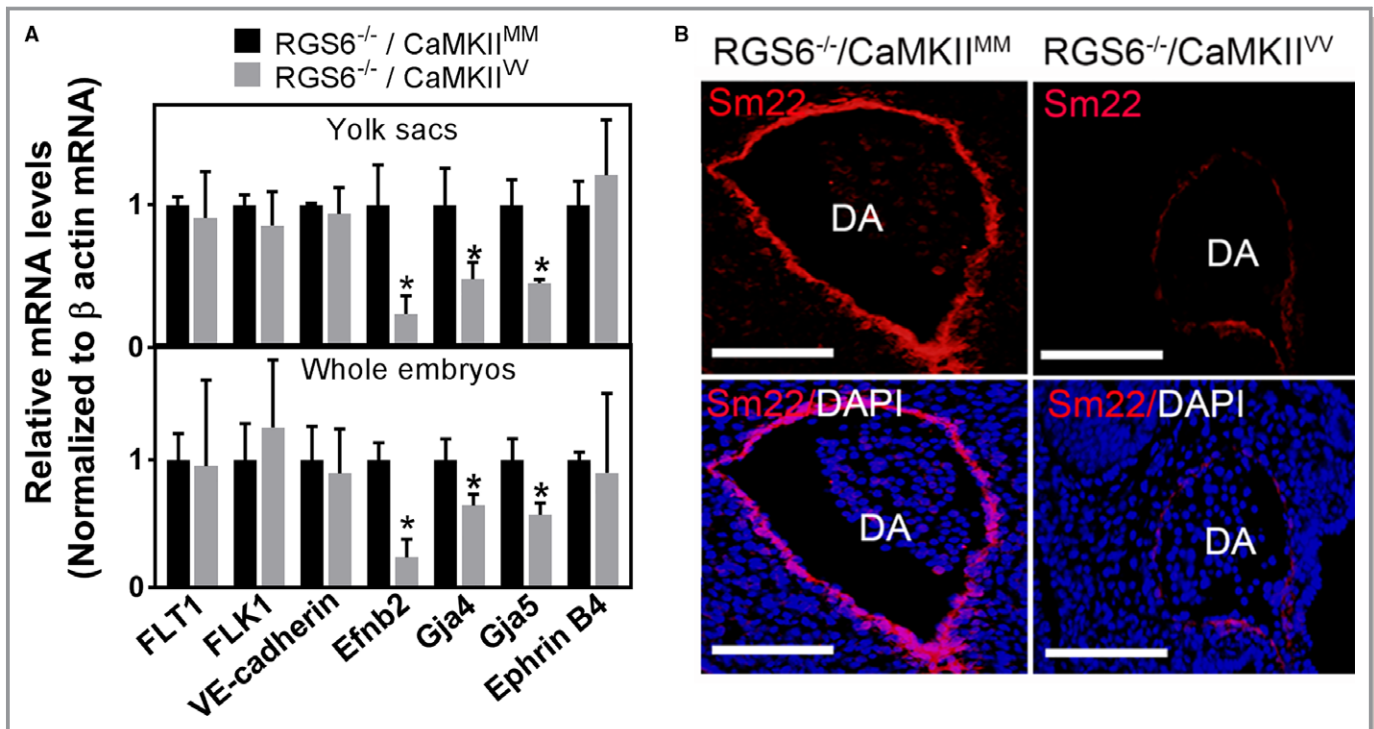 A
RGS6-/- / CaMKIIMM
RGS6-/- / CaMKIIVV
Relative mRNA levels
(Normalized to β actin mRNA)
Yolk sacs
1
* * *
0
Whole embryos
1
* * *
0
FLT1
FLK1
VE-cadherin
Efnb2
Gja4
Gja5
Ephrin B4
B
RGS6-/-/CaMKIIMM
RGS6-/-/CaMKIIVV
Sm22
DA
Sm22
DA
Sm22/DAPI
DA
Sm22/DAPI
DA